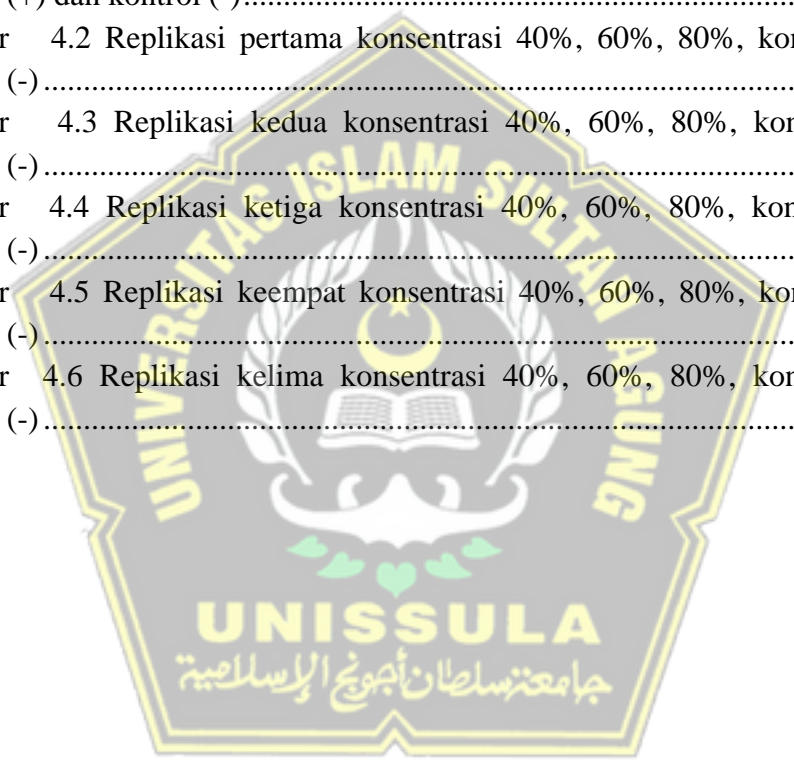 (+) dan kontrol (-)
r 4.2 Replikasi pertama konsentrasi 40%, 60%, 80%, kon
(-)
r 4.3 Replikasi kedua konsentrasi 40%, 60%, 80%, kon
(-)
r 4.4 Replikasi ketiga konsentrasi 40%, 60%, 80%, kon
(-)
r 4.5 Replikasi keempat konsentrasi 40%, 60%, 80%, kon
(-)
r 4.6 Replikasi kelima konsentrasi 40%, 60%, 80%, kon
(-)
UNIVERSITAS ISLAM SULTAN AGUNG
UNISSULA
جامعة سلطان أجونج الإسلامية